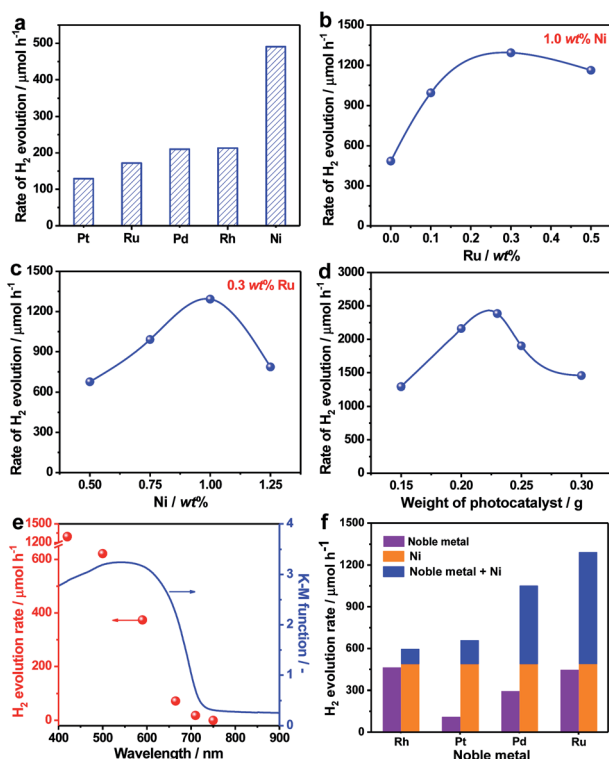 a
Rate of H2 evolution / μmol h-1
500
400
300
200
100
0
Pt Ru Pd Rh Ni
b
1.0 wt% Ni
Rate of H2 evolution / μmol h-1
1500
1200
900
600
300
0
0.0 0.1 0.2 0.3 0.4 0.5
Ru / wt%
c
0.3 wt% Ru
Rate of H2 evolution / μmol h-1
1500
1200
900
600
300
0
0.50 0.75 1.00 1.25
Ni / wt%
d
Rate of H2 evolution / μmol h-1
3000
2500
2000
1500
1000
500
0
0.15 0.20 0.25 0.30
Weight of photocatalyst / g
e
H2 evolution rate / μmol h-1
1500
1200
600
400
200
0
K-M function / -
4
3
2
1
0
400 500 600 700 800 900
Wavelength / nm
f
Noble metal
Ni
Noble metal + Ni
H2 evolution rate / μmol h-1
1500
1200
900
600
300
0
Rh Pt Pd Ru
Noble metal